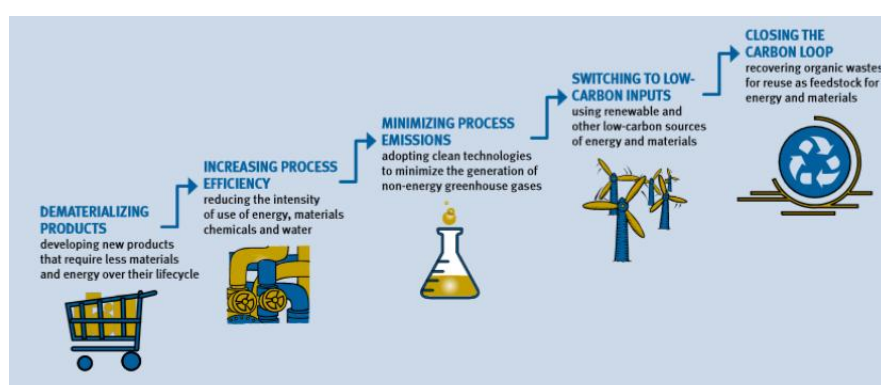 DEMATERIALIZING
PRODUCTS
developing new products
that require less materials
and energy over their lifecycle
INCREASING PROCESS
EFFICIENCY
reducing the intensity
of use of energy, materials
chemicals and water
MINIMIZING PROCESS
EMISSIONS
adopting clean technologies
to minimize the generation of
non-energy greenhouse gases
SWITCHING TO LOW-
CARBON INPUTS
using renewable and
other low-carbon sources
of energy and materials
CLOSING THE
CARBON LOOP
recovering organic wastes
for reuse as feedstock for
energy and materials